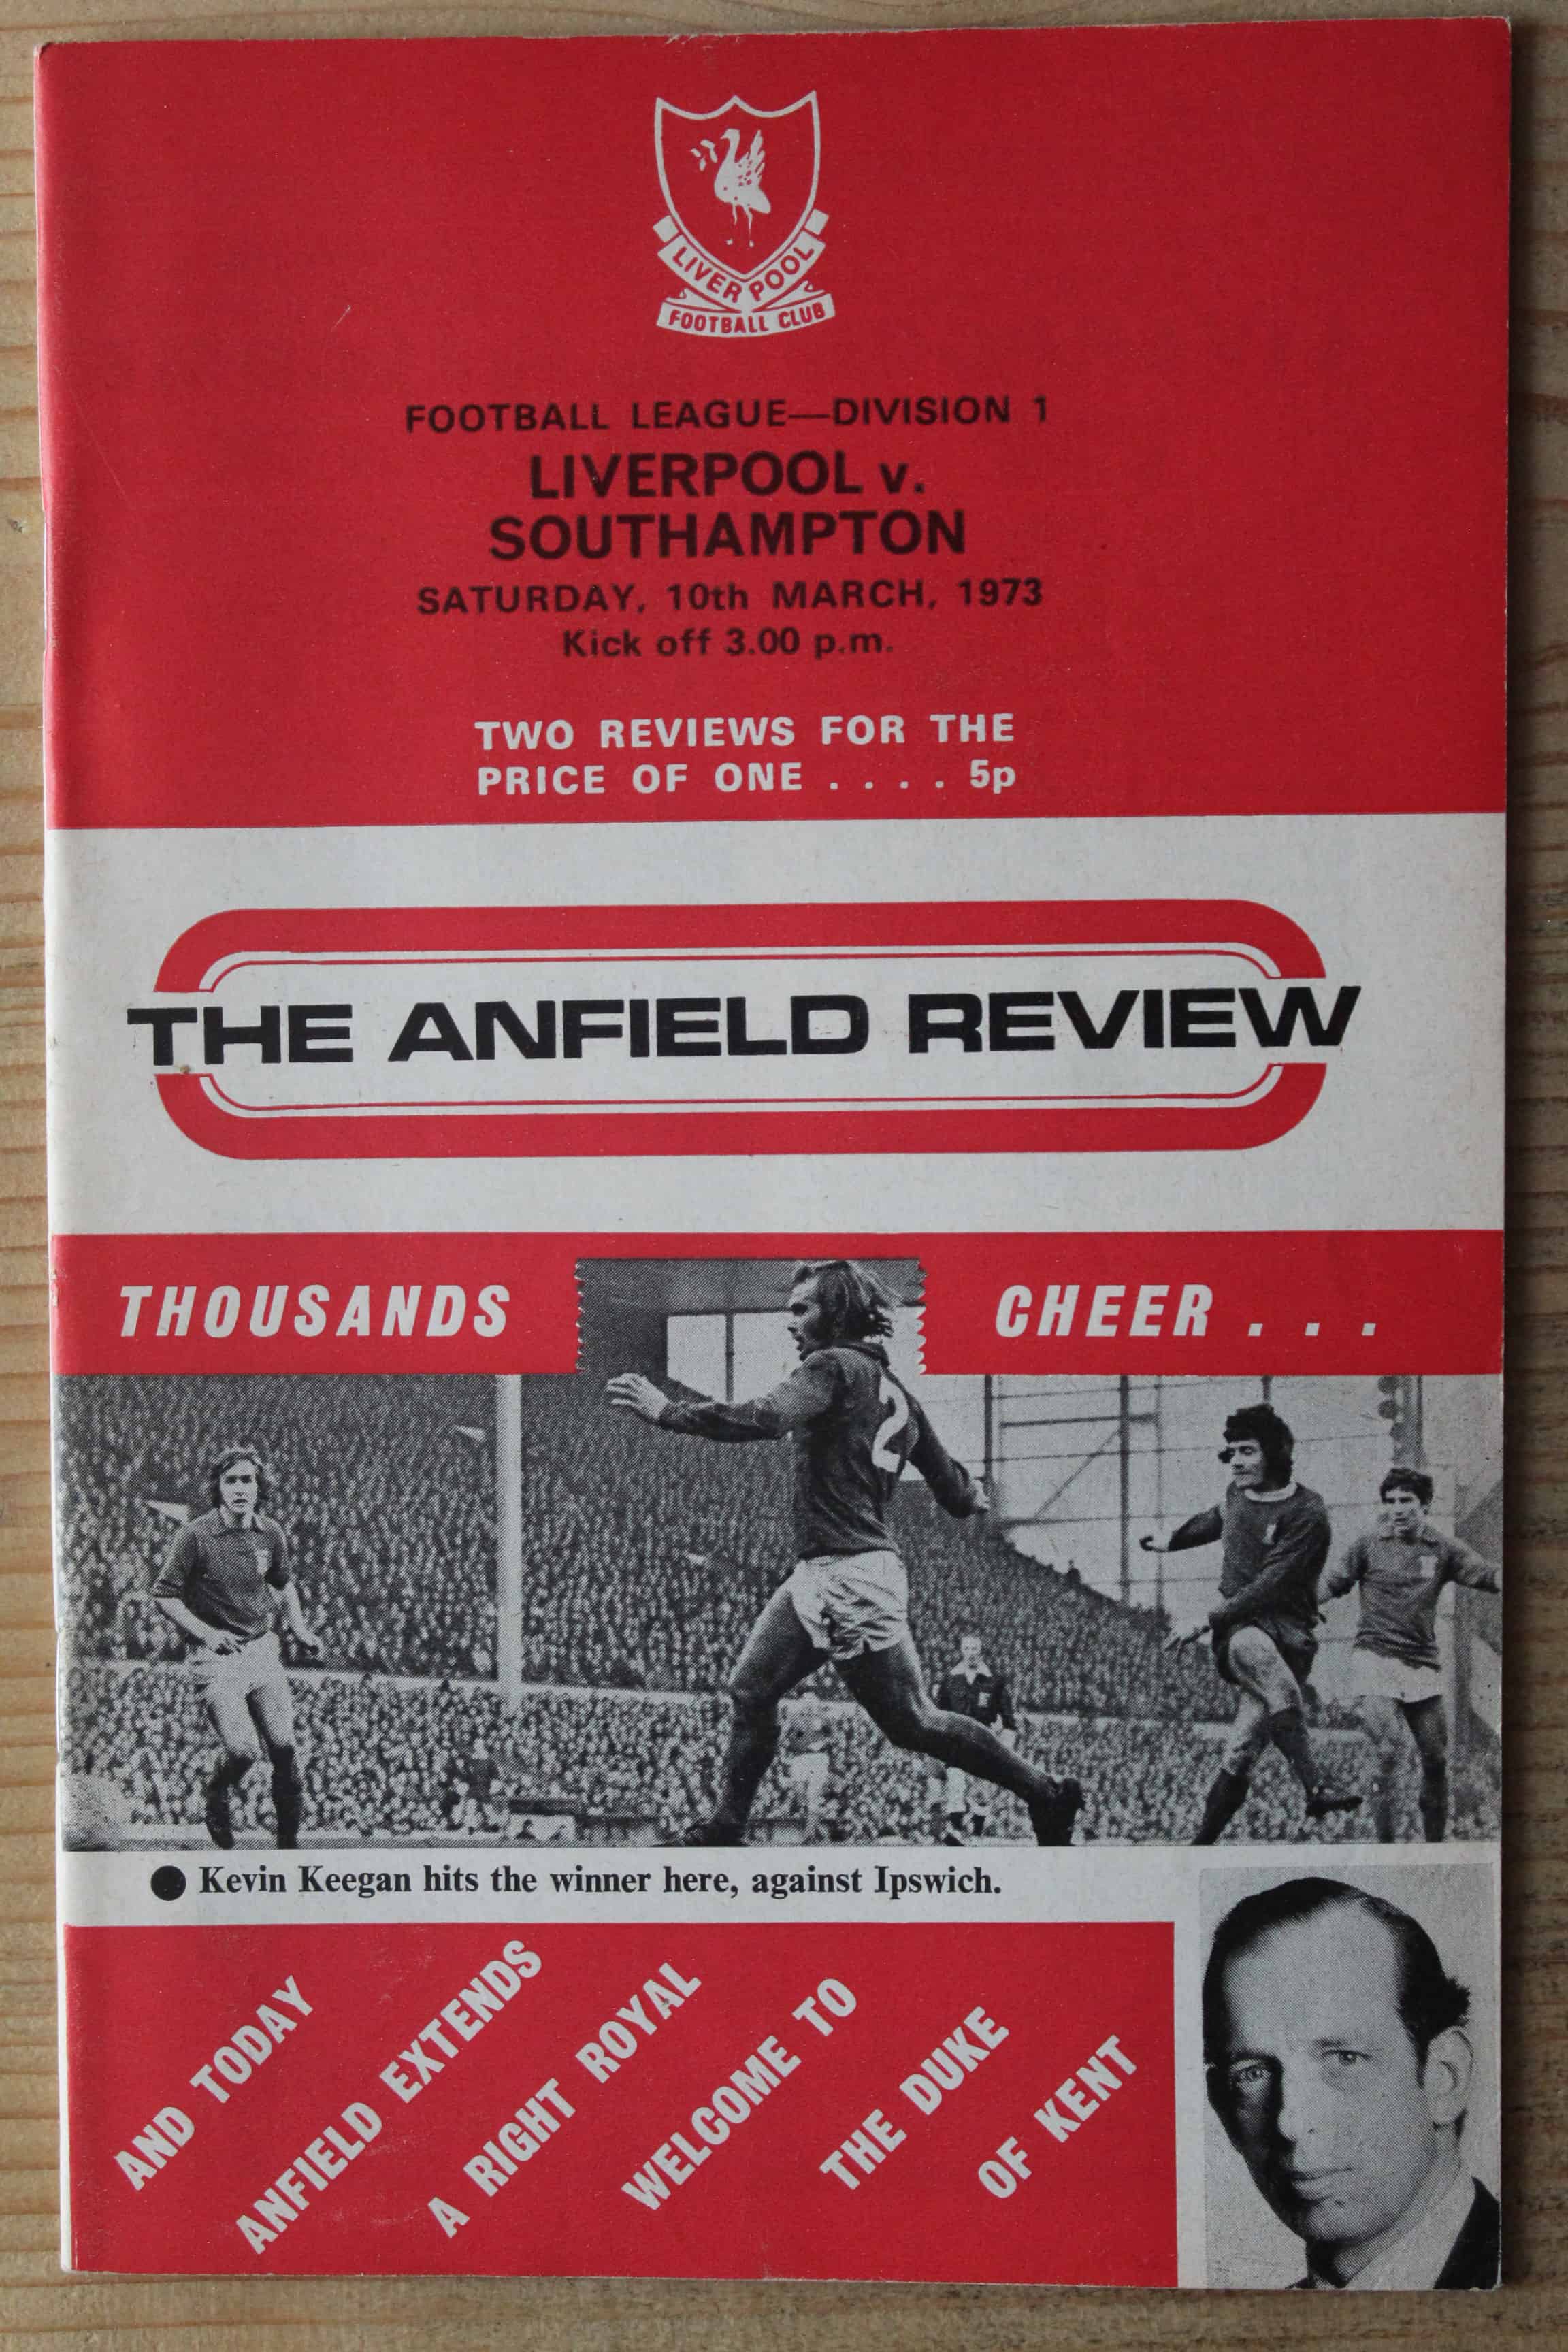 LIVERPOOL
FOOTBALL CLUB
FOOTBALL LEAGUE—DIVISION 1
LIVERPOOL v.
SOUTHAMPTON
SATURDAY, 10th MARCH, 1973
Kick off 3.00 p.m.
TWO REVIEWS FOR THE
PRICE OF ONE . . . . 5p
THE ANFIELD REVIEW
THOUSANDS CHEER . . .
2
● Kevin Keegan hits the winner here, against Ipswich.
AND TODAY
ANFIELD EXTENDS
A RIGHT ROYAL
WELCOME TO
THE DUKE
OF KENT